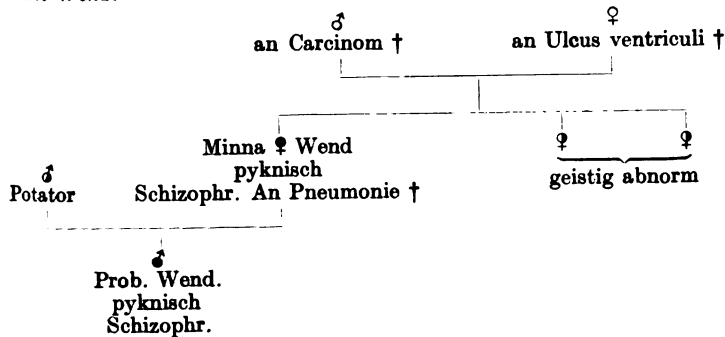 ♂ ♀
an Carcinom † an Ulcus ventriculi †
Minna ♀ Wend ♀ ♀
pyknisch
♂ geistig abnorm
Potator Schizophr. An Pneumonie †
♂
Prob. Wend.
pyknisch
Schizophr.